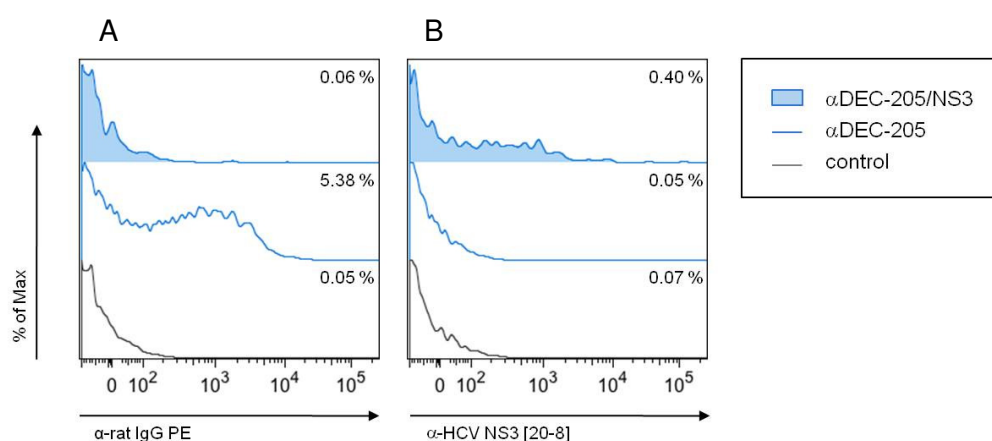 A
B
0.06 %
0.40 %
αDEC-205/NS3
αDEC-205
control
5.38 %
0.05 %
0.05 %
0.07 %
% of Max
0 10² 10³ 10⁴ 10⁵
0 10² 10³ 10⁴ 10⁵
α-rat IgG PE
α-HCV NS3 [20-8]